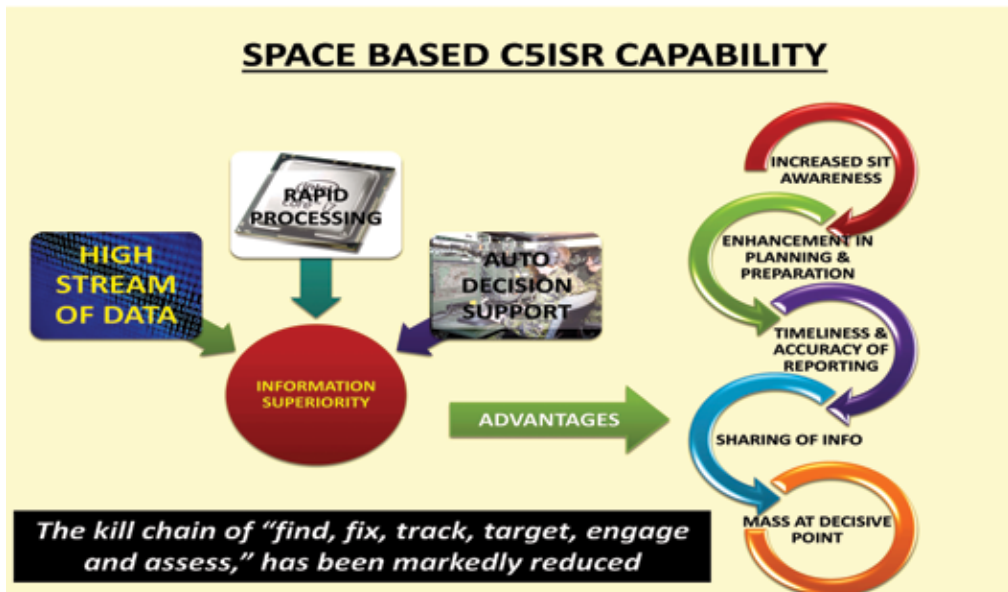 SPACE BASED C5ISR CAPABILITY
RAPID
PROCESSING
HIGH
STREAM
OF DATA
AUTO
DECISION
SUPPORT
INFORMATION
SUPERIORITY
ADVANTAGES
INCREASED SIT
AWARENESS
ENHANCEMENT IN
PLANNING &
PREPARATION
TIMELINESS &
ACCURACY OF
REPORTING
SHARING OF INFO
MASS AT DECISIVE
POINT
The kill chain of “find, fix, track, target, engage
and assess,” has been markedly reduced